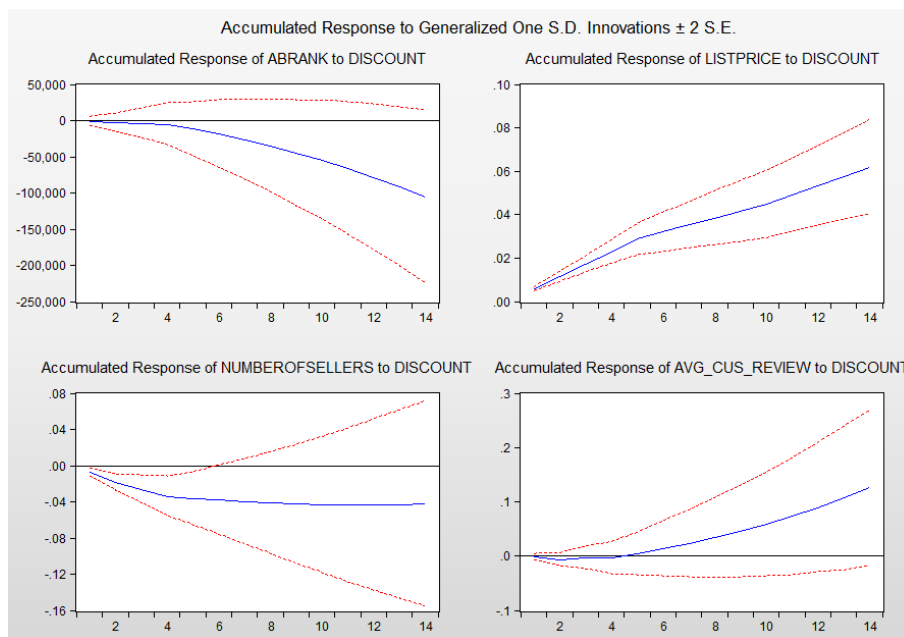 Accumulated Response to Generalized One S.D. Innovations ± 2 S.E.
Accumulated Response of ABRANK to DISCOUNT
50,000
0
-50,000
-100,000
-150,000
-200,000
-250,000
2 4 6 8 10 12 14
Accumulated Response of LISTPRICE to DISCOUNT
.10
.08
.06
.04
.02
.00
2 4 6 8 10 12 14
Accumulated Response of NUMBEROFSELLERS to DISCOUNT
.08
.04
.00
-.04
-.08
-.12
-.16
2 4 6 8 10 12 14
Accumulated Response of AVG_CUS_REVIEW to DISCOUNT
.3
.2
.1
.0
-.1
2 4 6 8 10 12 14